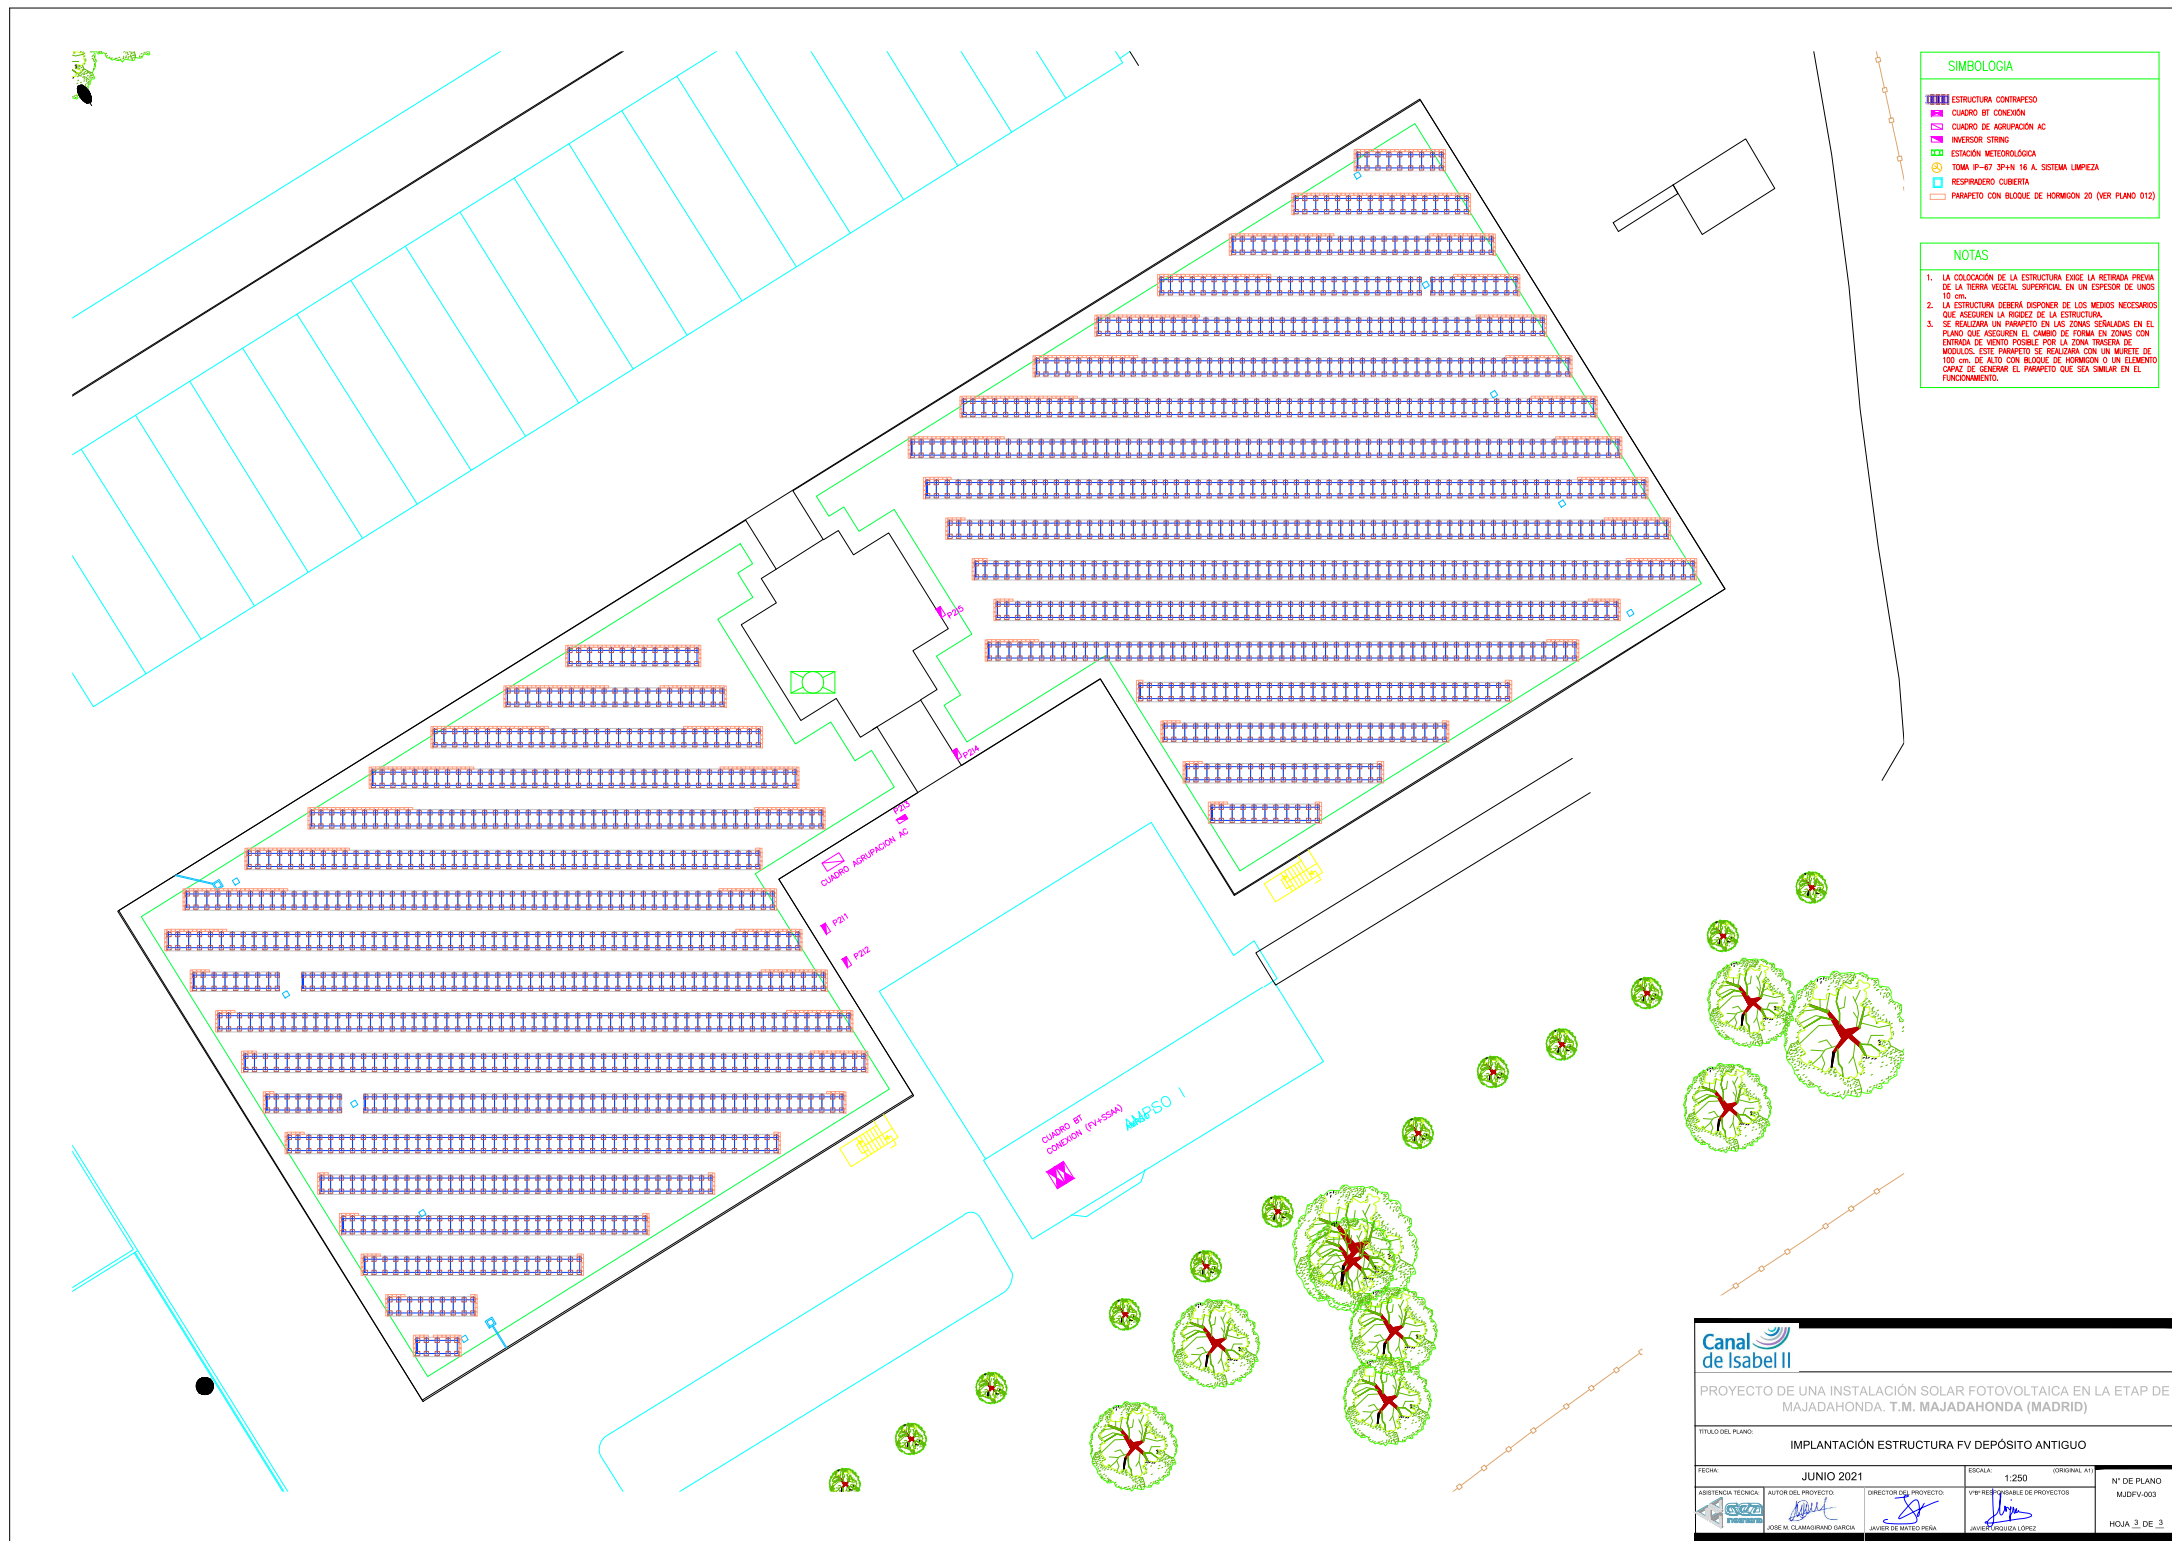 SIMBOLOGIA
ESTRUCTURA CONTRAPESO
CUADRO BT CONEXIÓN
CUADRO DE AGRUPACIÓN AC
INVERSOR STRING
ESTACIÓN METEOROLÓGICA
TOMA IP-67 3P+N 16 A. SISTEMA LIMPIEZA
RESPIRADERO CUBIERTA
PARAPETO CON BLOQUE DE HORMIGON 20 (VER PLANO 012)
NOTAS
1. LA COLOCACIÓN DE LA ESTRUCTURA EXIGE LA RETIRADA PREVIA
DE LA TIERRA VEGETAL SUPERFICIAL EN UN ESPESOR DE UNOS
10 cm.
2. LA ESTRUCTURA DEBERÁ DISPONER DE LOS MEDIOS NECESARIOS
QUE ASEGUREN LA RIGIDEZ DE LA ESTRUCTURA.
3. SE REALIZARA UN PARAPETO EN LAS ZONAS SEÑALADAS EN EL
PLANO QUE ASEGUREN EL CAMBIO DE FORMA EN ZONAS CON
ENTRADA DE VIENTO POSIBLE POR LA ZONA TRASERA DE
MODULOS. ESTE PARAPETO SE REALIZARA CON UN MURETE DE
100 cm. DE ALTO CON BLOQUE DE HORMIGON O UN ELEMENTO
CAPAZ DE GENERAR EL PARAPETO QUE SEA SIMILAR EN EL
FUNCIONAMIENTO.
P215
P214
P213
CUADRO AGRUPACION AC
P211
P212
CUADRO BT
CONEXION (FV+SSAA)
Canal
de Isabel II
PROYECTO DE UNA INSTALACIÓN SOLAR FOTOVOLTAICA EN LA ETAP DE
MAJADAHONDA. T.M. MAJADAHONDA (MADRID)
TÍTULO DEL PLANO:
IMPLANTACIÓN ESTRUCTURA FV DEPÓSITO ANTIGUO
FECHA:
JUNIO 2021
ESCALA:
(ORIGINAL A1)
1:250
Nº DE PLANO
MJDFV-003
HOJA 3 DE 3
ASISTENCIA TÉCNICA:
AUTOR DEL PROYECTO:
JOSE M. CLAMAGIRAND GARCIA
DIRECTOR DEL PROYECTO:
JAVIER DE MATEO PEÑA
VºBº RESPONSABLE DE PROYECTOS
JAVIER URQUIZA LÓPEZ